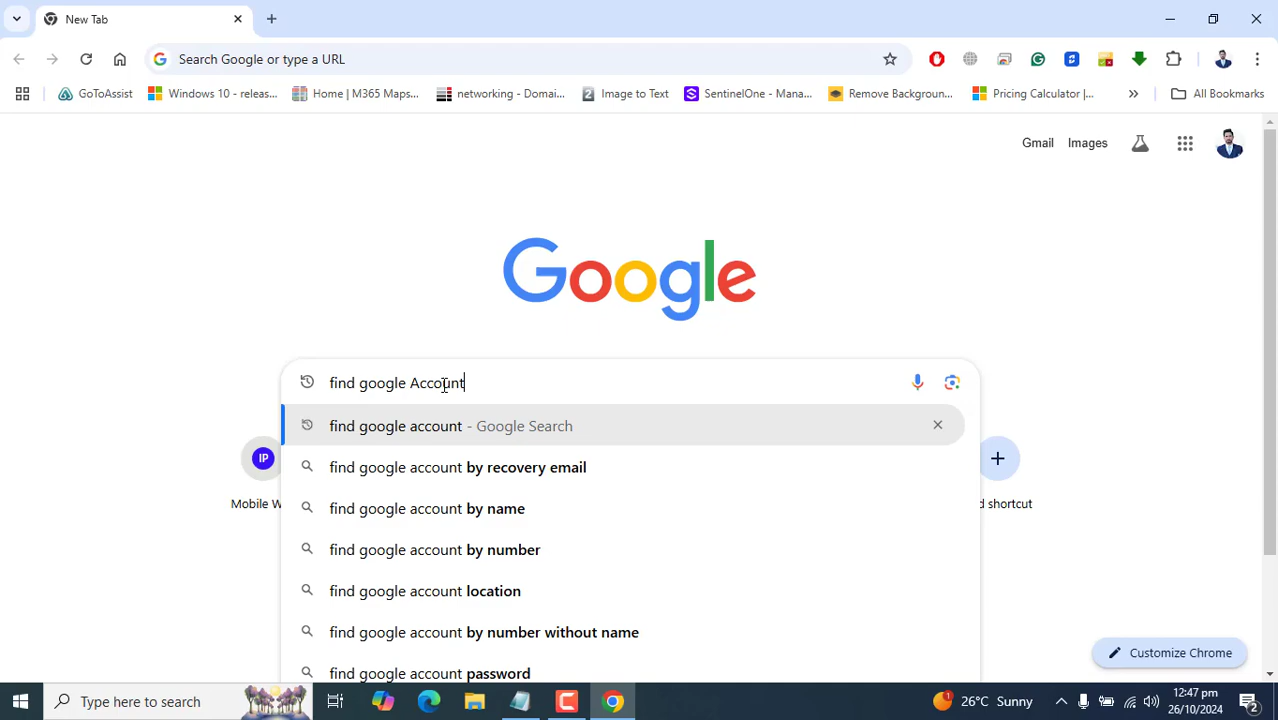 New Tab
Search Google or type a URL
GoToAssist
Windows 10 - releas...
Home | M365 Maps...
networking - Domai...
Image to Text
SentinelOne - Mana...
Remove Backgroun...
Pricing Calculator |...
All Bookmarks
Gmail
Images
Google
find google Account
find google account - Google Search
find google account by recovery email
IP
find google account by name
Mobile W
d shortcut
find google account by number
find google account location
find google account by number without name
find google account password
Customize Chrome
Type here to search
26°C Sunny
12:47 pm
26/10/2024
2